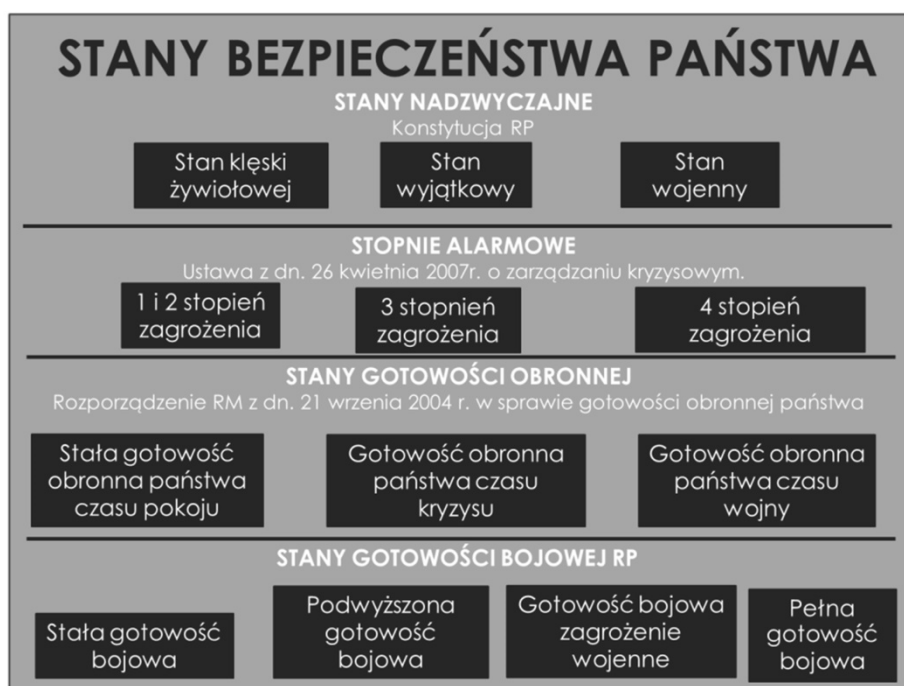 STANY BEZPIECZEŃSTWA PAŃSTWA
STANY NADZWYCZAJNE
Konstytucja RP
Stan klęski
żywiołowej
Stan
wyjątkowy
Stan
wojenny
STOPNIE ALARMOWE
Ustawa z dn. 26 kwietnia 2007r. o zarządzaniu kryzysowym.
1 i 2 stopień
zagrożenia
3 stopnień
zagrożenia
4 stopień
zagrożenia
STANY GOTOWOŚCI OBRONNEJ
Rozporządzenie RM z dn. 21 wrzenia 2004 r. w sprawie gotowości obronnej państwa
Stała gotowość
obronna państwa
czasu pokoju
Gotowość obronna
państwa czasu
kryzysu
Gotowość obronna
państwa czasu
wojny
STANY GOTOWOŚCI BOJOWEJ RP
Stała gotowość
bojowa
Podwyższona
gotowość
bojowa
Gotowość bojowa
zagrożenie
wojenne
Pełna
gotowość
bojowa